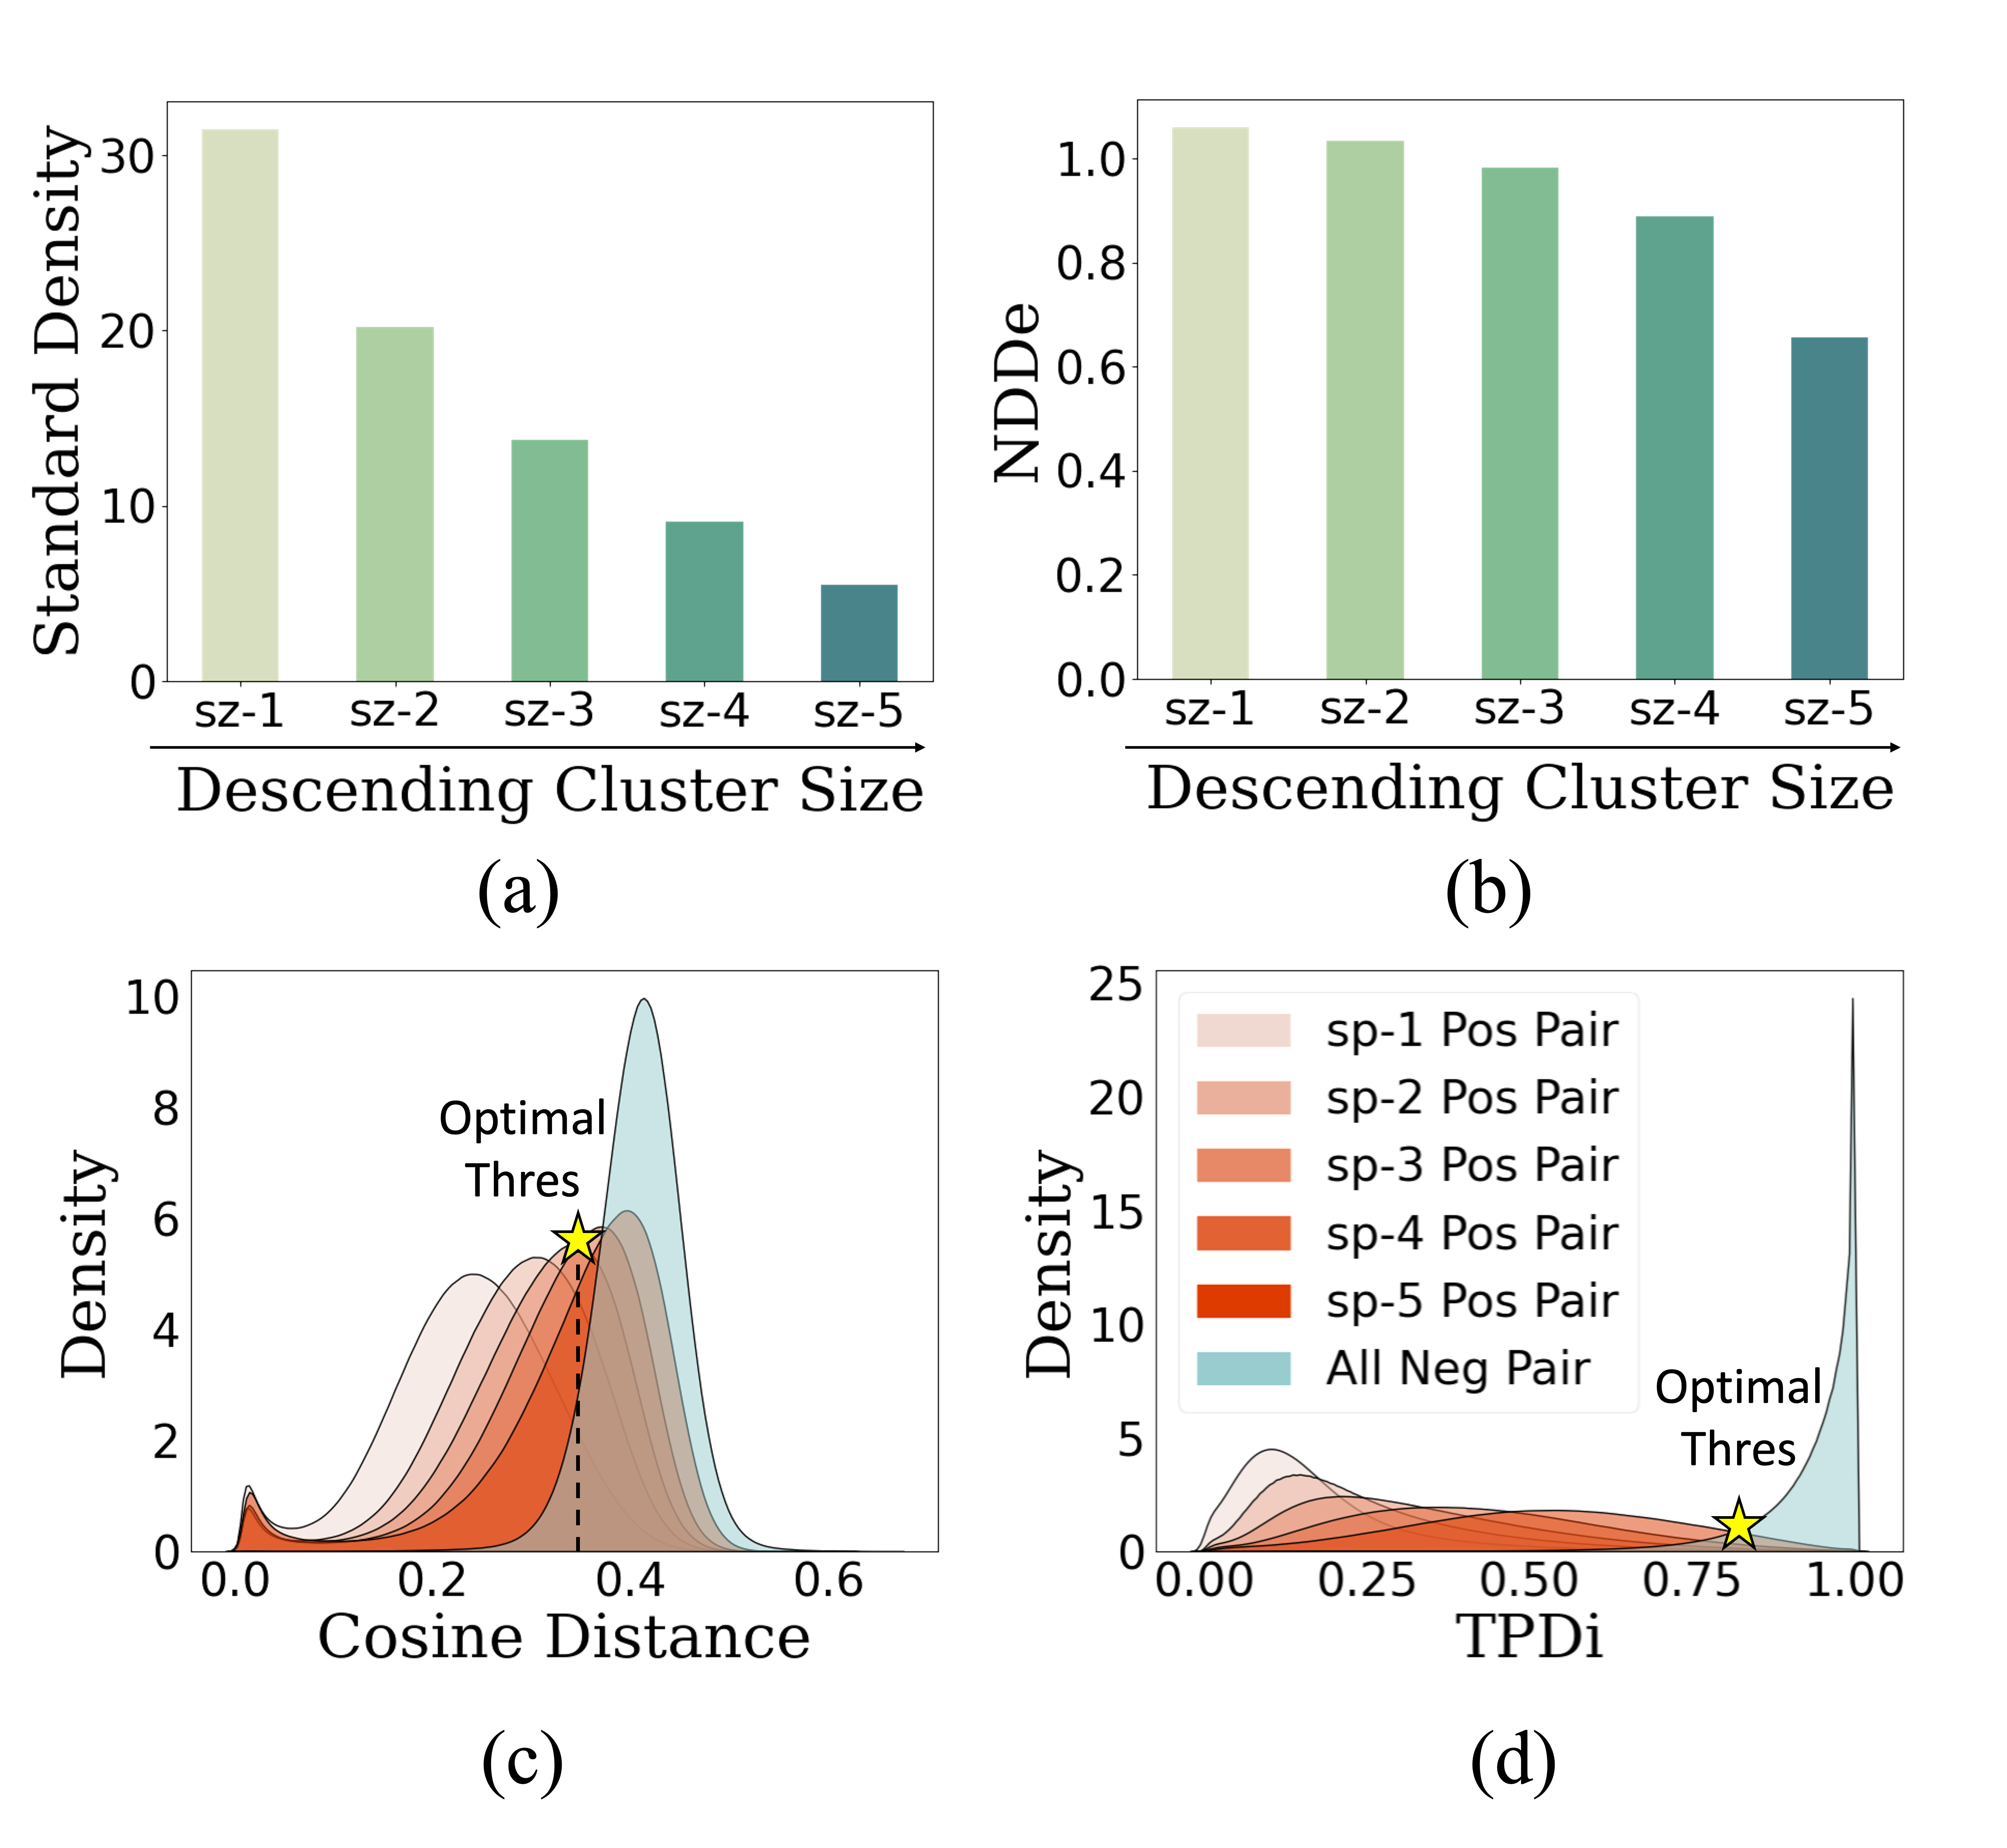 Standard Density
30
20
10
0
sz-1 sz-2 sz-3 sz-4 sz-5
Descending Cluster Size
(a)
NDDe
1.0
0.8
0.6
0.4
0.2
0.0
sz-1 sz-2 sz-3 sz-4 sz-5
Descending Cluster Size
(b)
Density
10
8
6
4
2
0
Optimal
Thres
0.0 0.2 0.4 0.6
Cosine Distance
(c)
Density
25
20
15
10
5
0
sp-1 Pos Pair
sp-2 Pos Pair
sp-3 Pos Pair
sp-4 Pos Pair
sp-5 Pos Pair
All Neg Pair
Optimal
Thres
0.00 0.25 0.50 0.75 1.00
TPDi
(d)